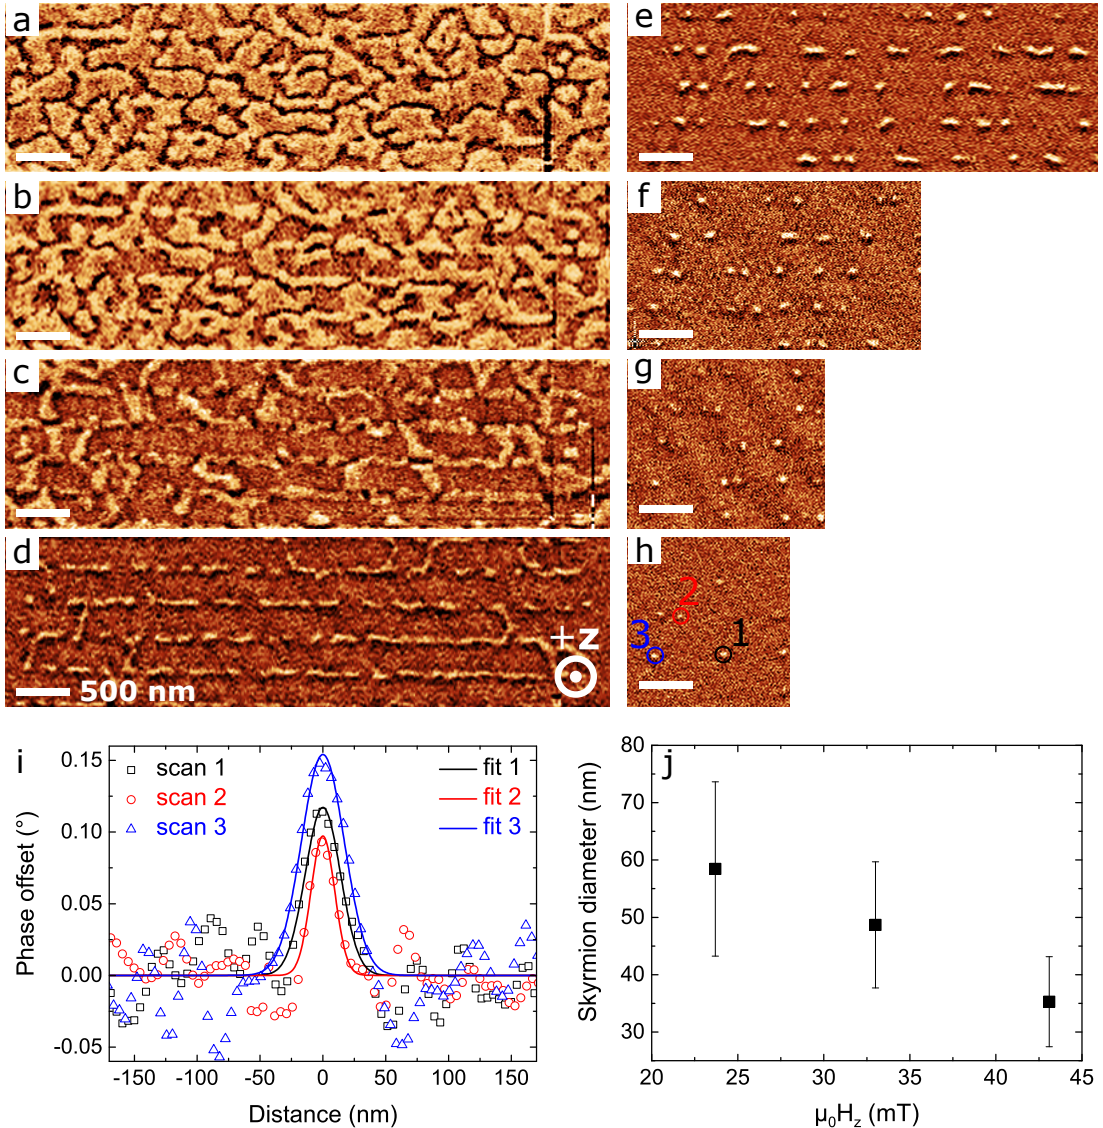 a
b
c
d
+z
500 nm
e
f
g
h
2
3
1
i
scan 1
scan 2
scan 3
fit 1
fit 2
fit 3
0.15
0.10
0.05
0.00
-0.05
-150 -100 -50 0 50 100 150
Phase offset (°)
Distance (nm)
j
80
70
60
50
40
30
20 25 30 35 40 45
Skyrmion diameter (nm)
μ₀H_z (mT)